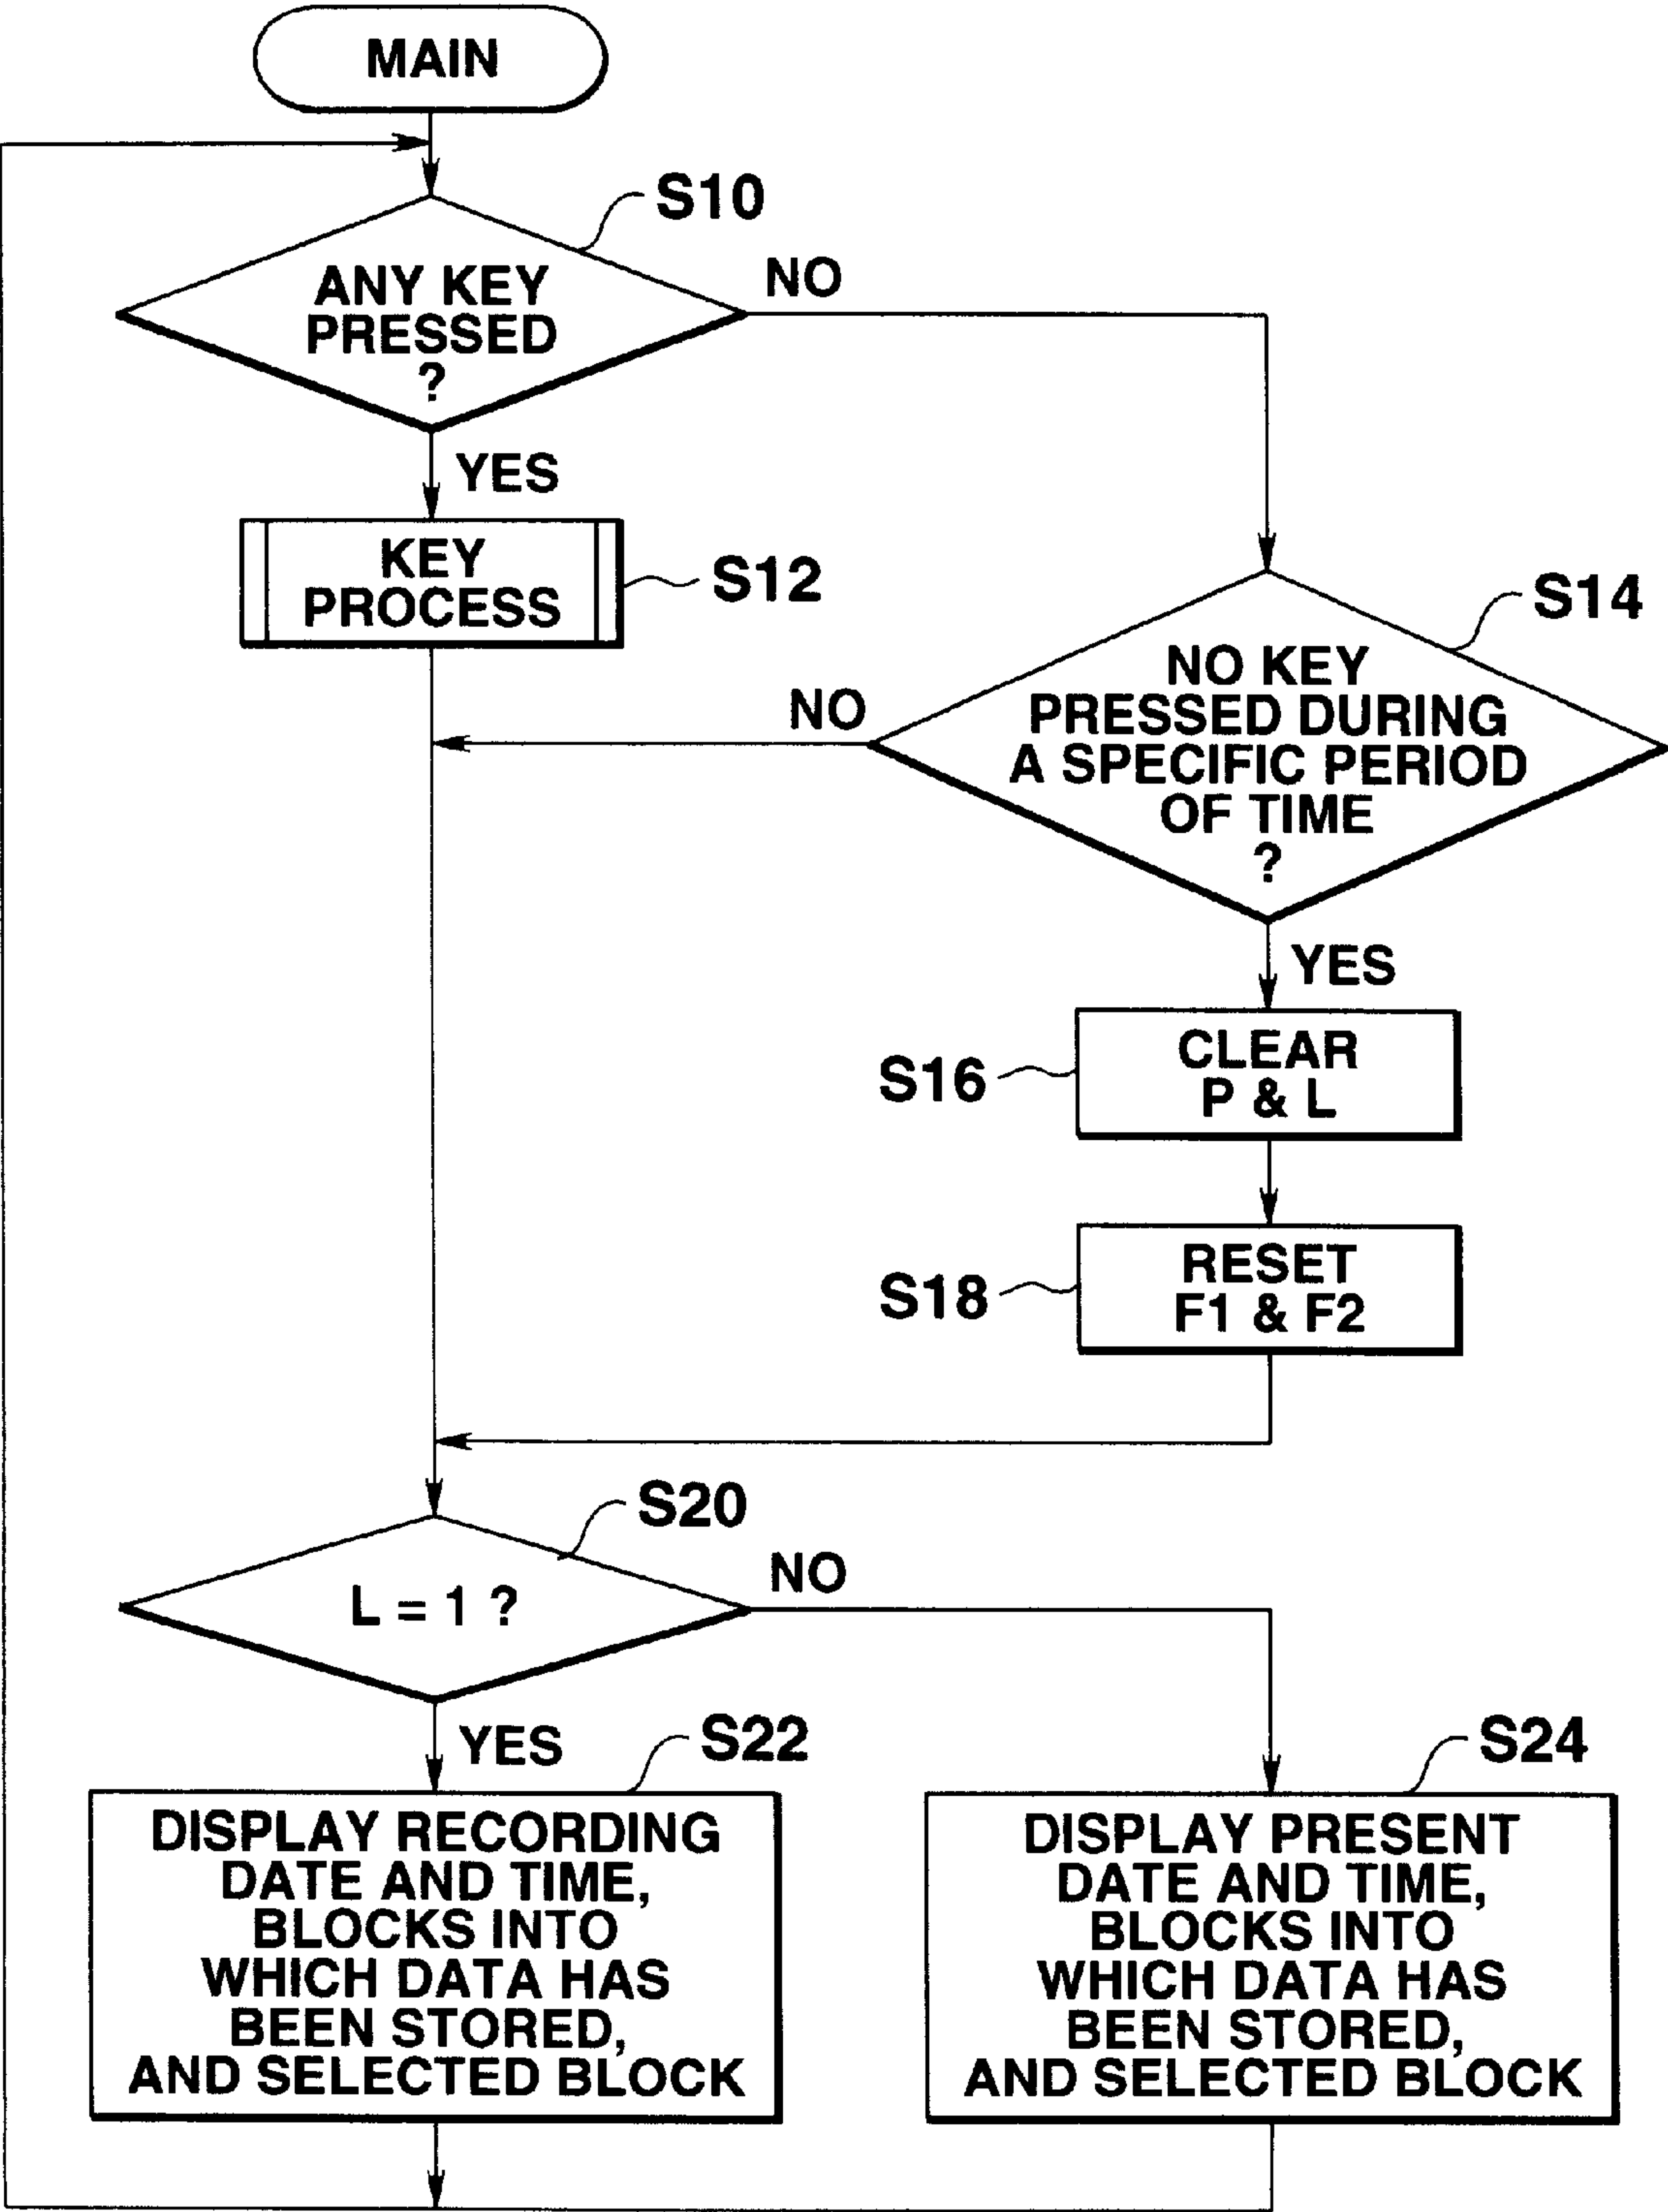 MAIN
S10
ANY KEY
PRESSED
?
NO
YES
KEY
PROCESS
S12
S14
NO KEY
PRESSED DURING
A SPECIFIC PERIOD
OF TIME
?
NO
YES
S16
CLEAR
P & L
S18
RESET
F1 & F2
S20
L = 1 ?
NO
YES
S22
DISPLAY RECORDING
DATE AND TIME,
BLOCKS INTO
WHICH DATA HAS
BEEN STORED,
AND SELECTED BLOCK
S24
DISPLAY PRESENT
DATE AND TIME,
BLOCKS INTO
WHICH DATA HAS
BEEN STORED,
AND SELECTED BLOCK